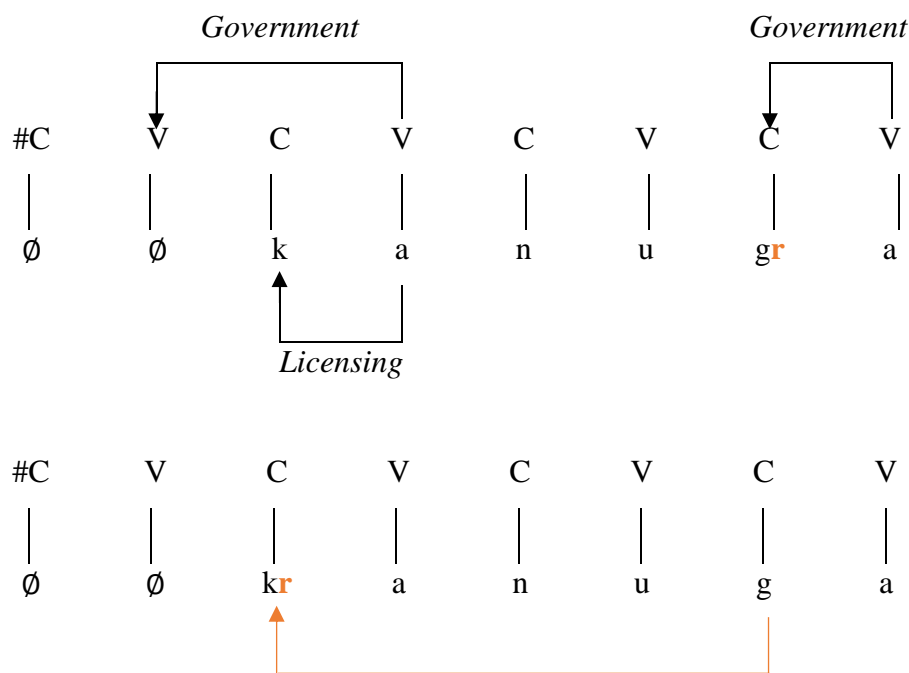 Government Government
#C V C V C V C V
∅ ∅ k a n u gr a
Licensing
#C V C V C V C V
∅ ∅ kr a n u g a